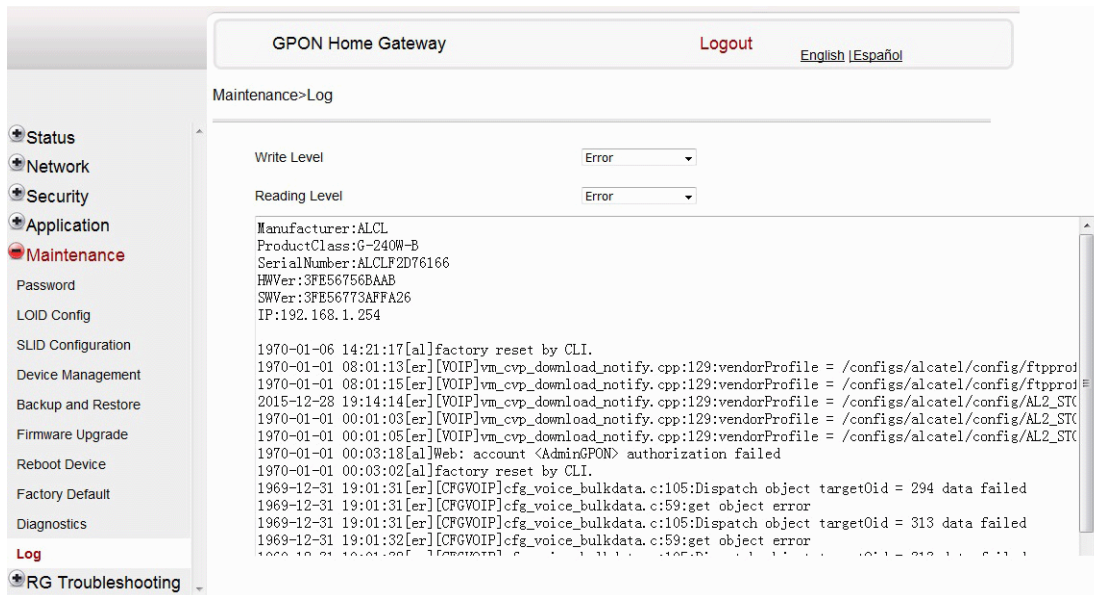 GPON Home Gateway
Logout
English | Español
Maintenance>Log
Status
Network
Security
Application
Maintenance
Password
LOID Config
SLID Configuration
Device Management
Backup and Restore
Firmware Upgrade
Reboot Device
Factory Default
Diagnostics
Log
RG Troubleshooting
Write Level Error
Reading Level Error
Manufacturer:ALCL
ProductClass:G-240W-B
SerialNumber:ALCLF2D76166
HWVer:3FE56756BAAB
SWVer:3FE56773AFFA26
IP:192.168.1.254
1970-01-06 14:21:17[al]factory reset by CLI.
1970-01-01 08:01:13[er][VOIP]vm_cvp_download_notify.cpp:129:vendorProfile = /configs/alcatel/config/ftpprof
1970-01-01 08:01:15[er][VOIP]vm_cvp_download_notify.cpp:129:vendorProfile = /configs/alcatel/config/ftpprof
2015-12-28 19:14:14[er][VOIP]vm_cvp_download_notify.cpp:129:vendorProfile = /configs/alcatel/config/AL2_STC
1970-01-01 00:01:03[er][VOIP]vm_cvp_download_notify.cpp:129:vendorProfile = /configs/alcatel/config/AL2_STC
1970-01-01 00:01:05[er][VOIP]vm_cvp_download_notify.cpp:129:vendorProfile = /configs/alcatel/config/AL2_STC
1970-01-01 00:03:18[al]Web: account <AdminGPON> authorization failed
1970-01-01 00:03:02[al]factory reset by CLI.
1969-12-31 19:01:31[er][CFGVOIP]cfg_voice_bulkdata.c:105:Dispatch object targetOid = 294 data failed
1969-12-31 19:01:31[er][CFGVOIP]cfg_voice_bulkdata.c:59:get object error
1969-12-31 19:01:31[er][CFGVOIP]cfg_voice_bulkdata.c:105:Dispatch object targetOid = 313 data failed
1969-12-31 19:01:32[er][CFGVOIP]cfg_voice_bulkdata.c:59:get object error